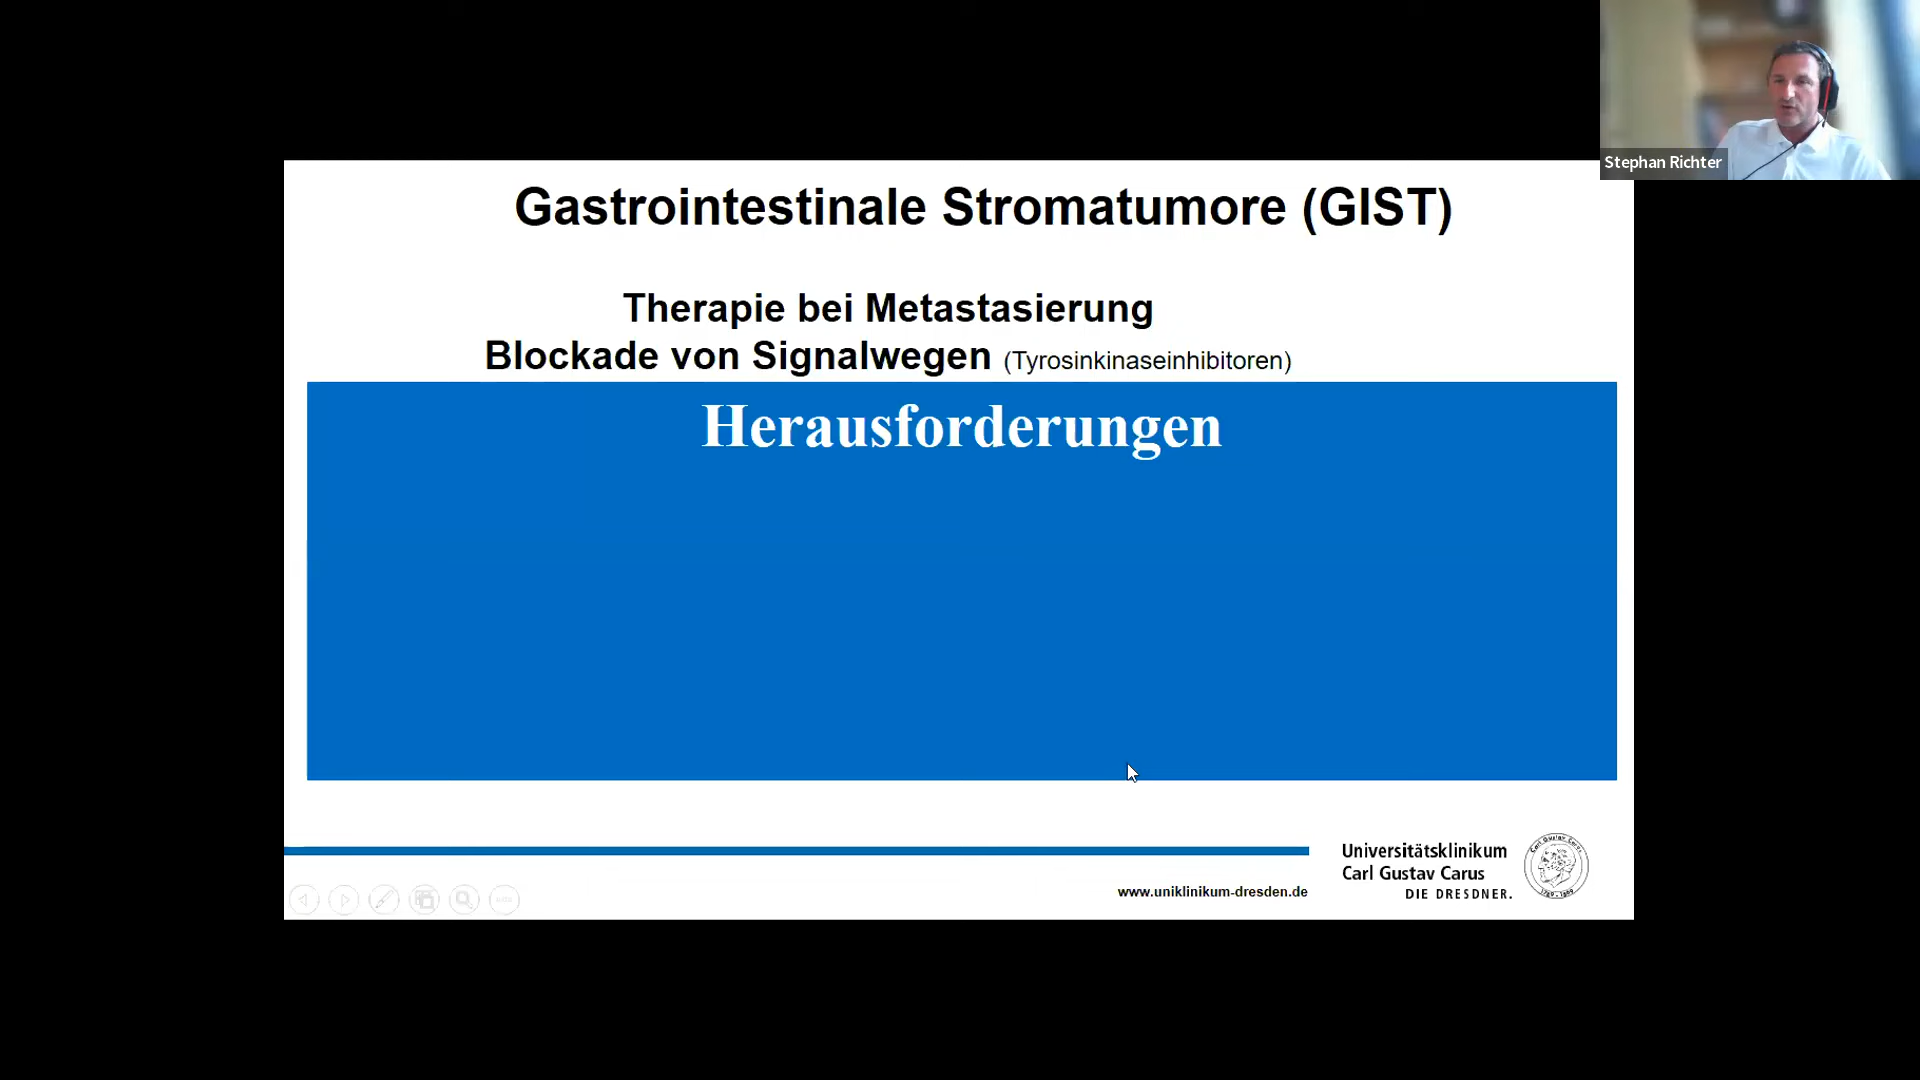 Stephan Richter
Gastrointestinale Stromatumore (GIST)
Therapie bei Metastasierung
Blockade von Signalwegen (Tyrosinkinaseinhibitoren)
Herausforderungen
www.uniklinikum-dresden.de
Universitätsklinikum
Carl Gustav Carus
DIE DRESDNER.